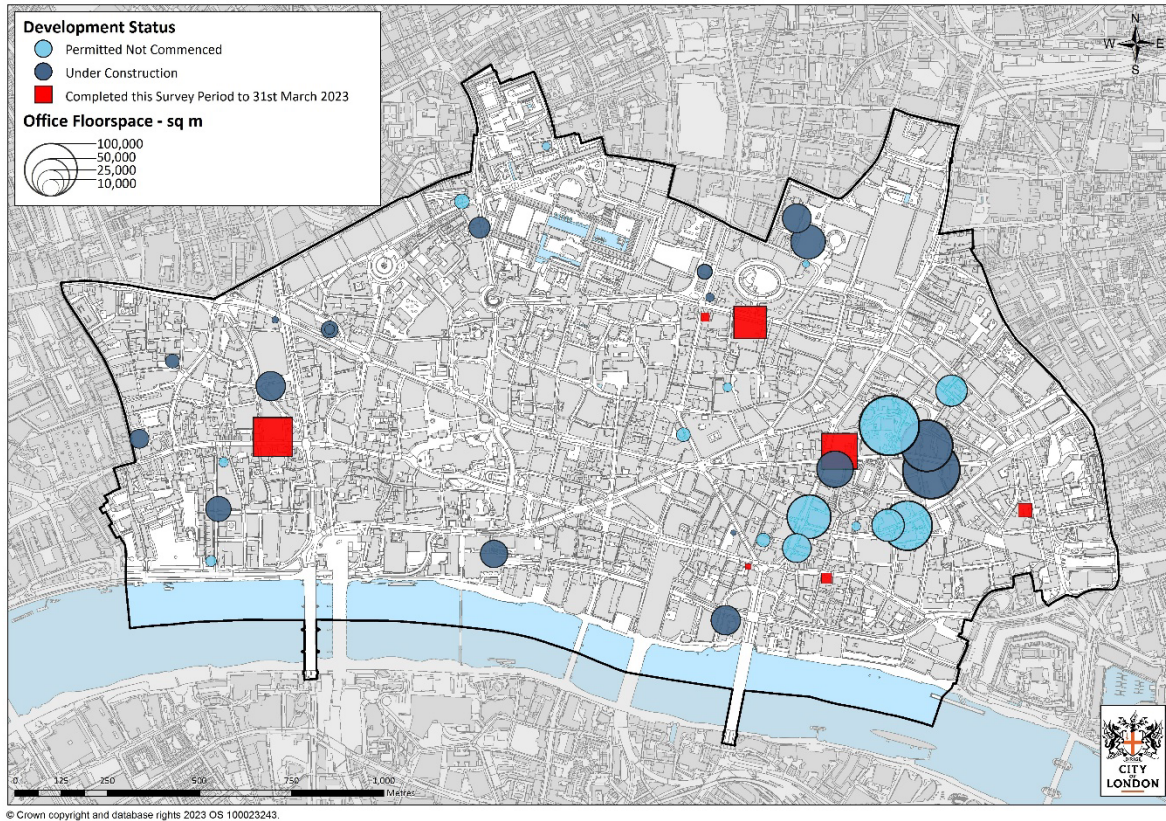 Development Status
Permitted Not Commenced
Under Construction
Completed this Survey Period to 31st March 2023
Office Floorspace - sq m
100,000
50,000
25,000
10,000
N
W E
S
0 125 250 500 750 1,000
Metres
CITY
OF
LONDON
© Crown copyright and database rights 2023 OS 100023243.